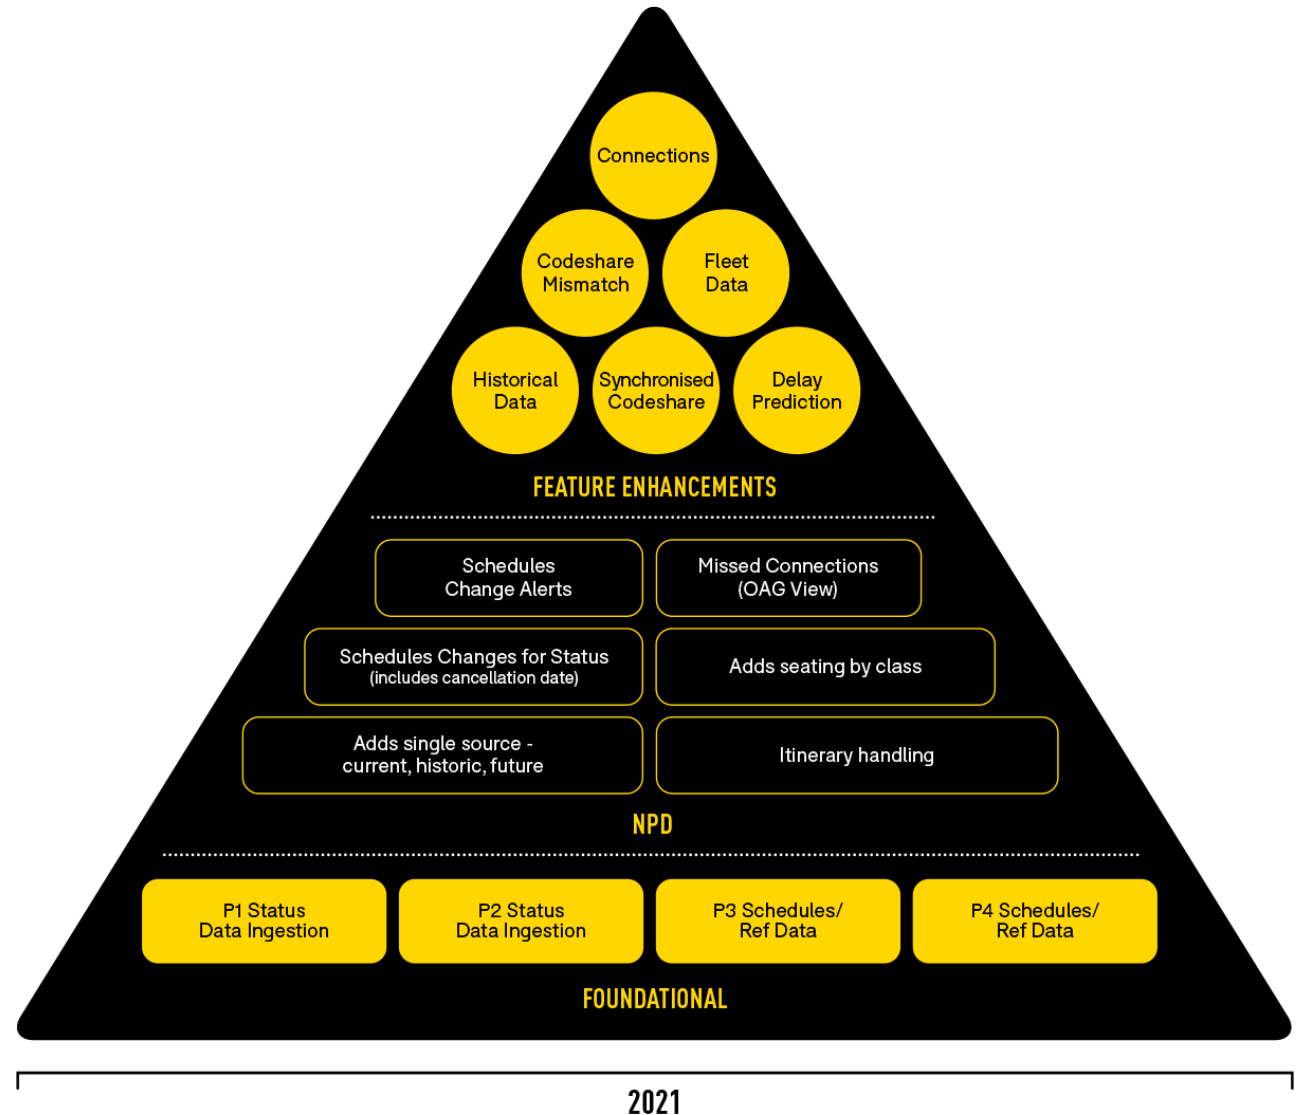 Connections
Codeshare
Mismatch
Fleet
Data
Historical
Data
Synchronised
Codeshare
Delay
Prediction
FEATURE ENHANCEMENTS
Schedules
Change Alerts
Missed Connections
(OAG View)
Schedules Changes for Status
(includes cancellation date)
Adds seating by class
Adds single source -
current, historic, future
Itinerary handling
NPD
P1 Status
Data Ingestion
P2 Status
Data Ingestion
P3 Schedules/
Ref Data
P4 Schedules/
Ref Data
FOUNDATIONAL
2021